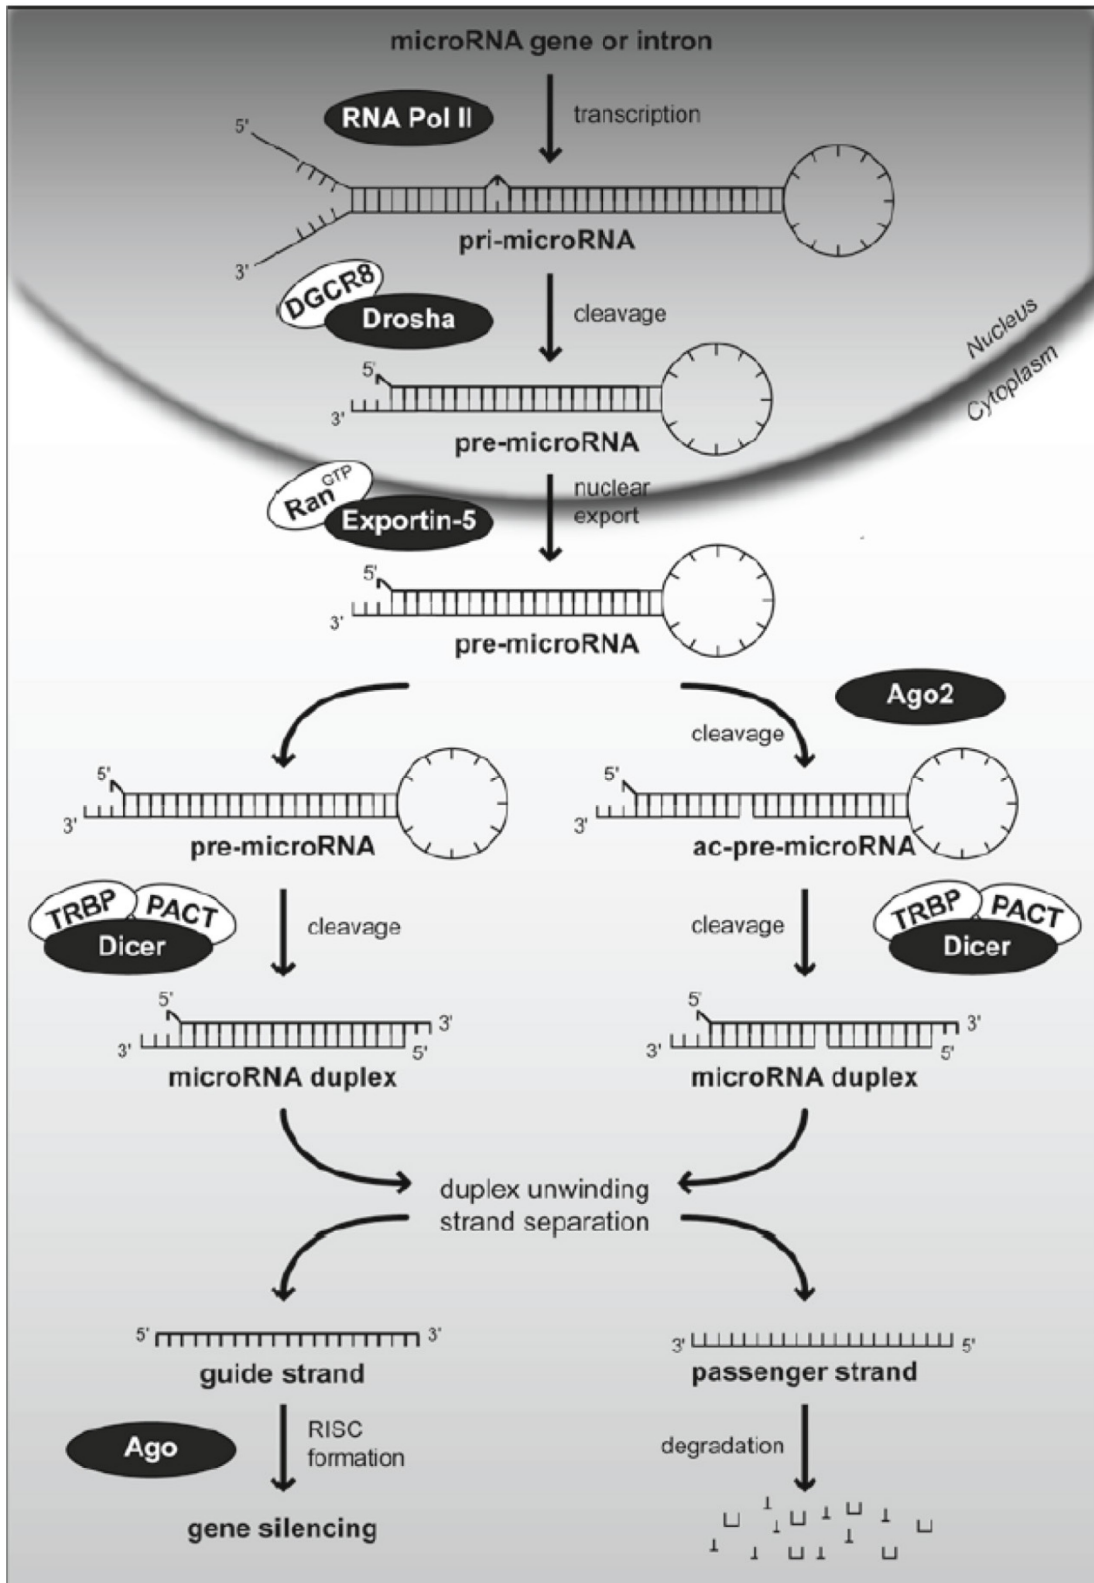 microRNA gene or intron
RNA Pol II
transcription
5'
pri-microRNA
3'
DGCR8
Drosha
cleavage
Nucleus
Cytoplasm
5'
3'
pre-microRNA
Ran GTP
Exportin-5
nuclear
export
5'
3'
pre-microRNA
Ago2
cleavage
5'
3'
pre-microRNA
5'
3'
ac-pre-microRNA
TRBP
PACT
Dicer
cleavage
cleavage
TRBP
PACT
Dicer
5'
3'
3'
5'
microRNA duplex
5'
3'
3'
5'
microRNA duplex
duplex unwinding
strand separation
5'
3'
guide strand
3'
5'
passenger strand
Ago
RISC
formation
degradation
gene silencing